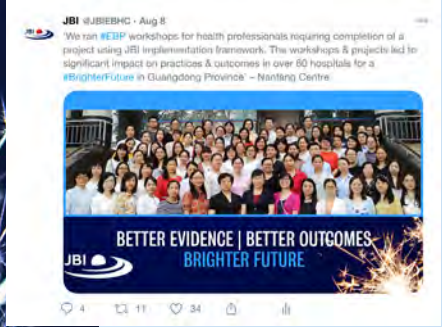 JBI @JBIEBHC · Aug 8
'We ran #EBP workshops for health professionals requiring completion of a
project using JBI implementation framework. The workshops & projects led to
significant impact on practices & outcomes in over 60 hospitals for a
#BrighterFuture in Guangdong Province' – Nanfang Centre
BETTER EVIDENCE | BETTER OUTCOMES
BRIGHTER FUTURE
JBI
4 11 34